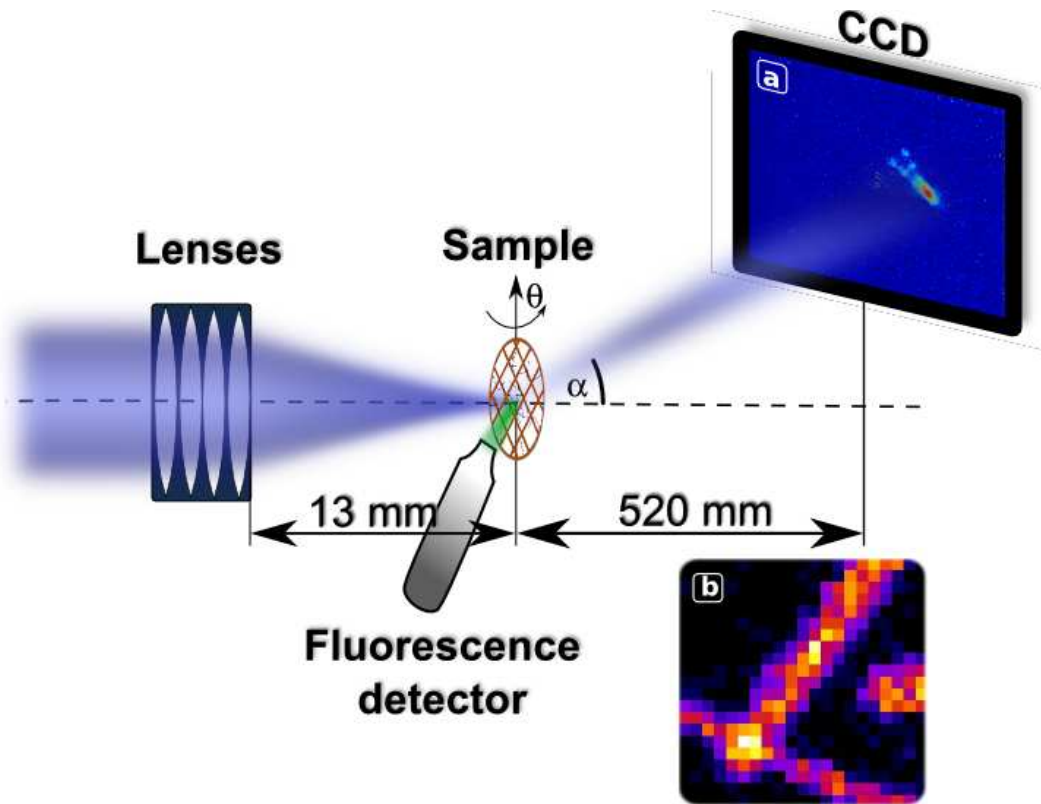 CCD
a
Lenses
Sample
θ
α
13 mm
520 mm
b
Fluorescence
detector